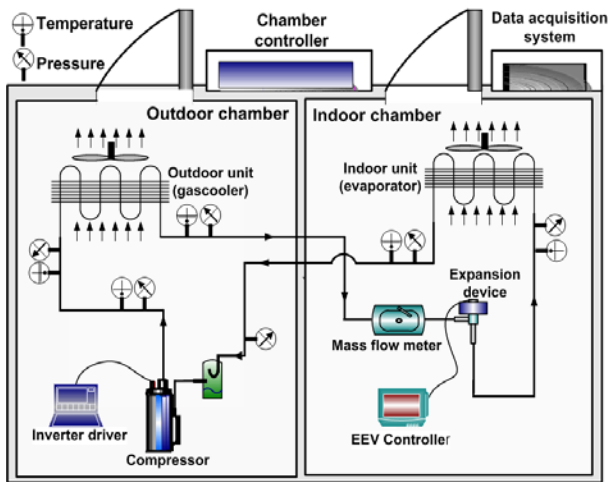 Temperature
Pressure
Chamber
controller
Data acquisition
system
Outdoor chamber
Indoor chamber
Outdoor unit
(gascooler)
Indoor unit
(evaporator)
Expansion
device
Mass flow meter
Inverter driver
Compressor
EEV Controller